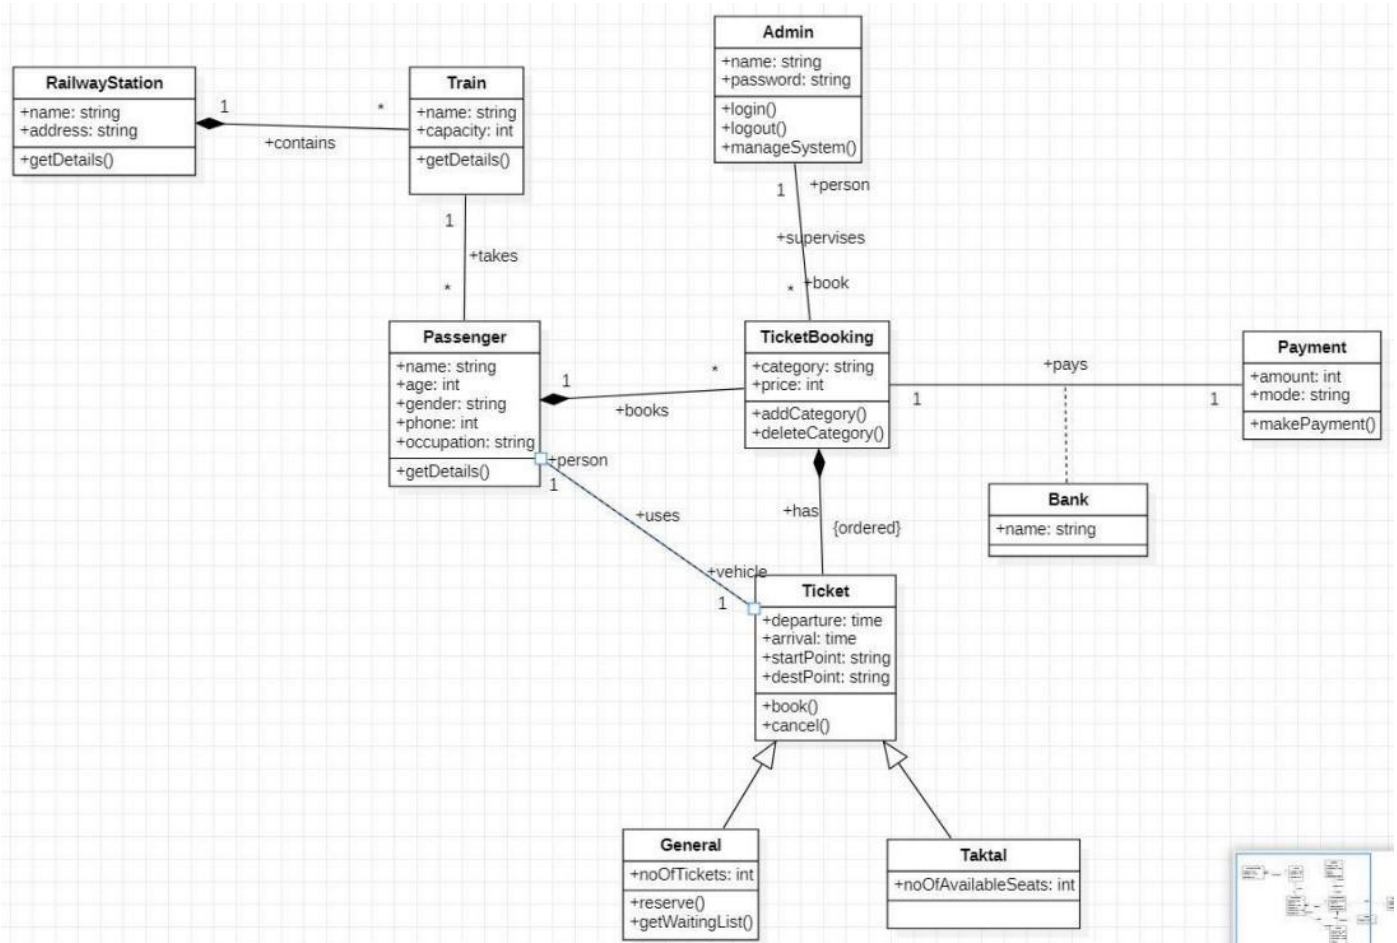 Admin
+name: string
+password: string
+login()
+logout()
+manageSystem()
RailwayStation
+name: string
+address: string
+getDetails()
1
*
+contains
Train
+name: string
+capacity: int
+getDetails()
1
+person
+supervises
+book
*
1
+takes
*
Passenger
+name: string
+age: int
+gender: string
+phone: int
+occupation: string
+getDetails()
1
*
+books
TicketBooking
+category: string
+price: int
+addCategory()
+deleteCategory()
+pays
1
1
Payment
+amount: int
+mode: string
+makePayment()
Bank
+name: string
+person
1
+uses
+vehicle
1
+has
{ordered}
Ticket
+departure: time
+arrival: time
+startPoint: string
+destPoint: string
+book()
+cancel()
General
+noOfTickets: int
+reserve()
+getWaitingList()
Taktal
+noOfAvailableSeats: int